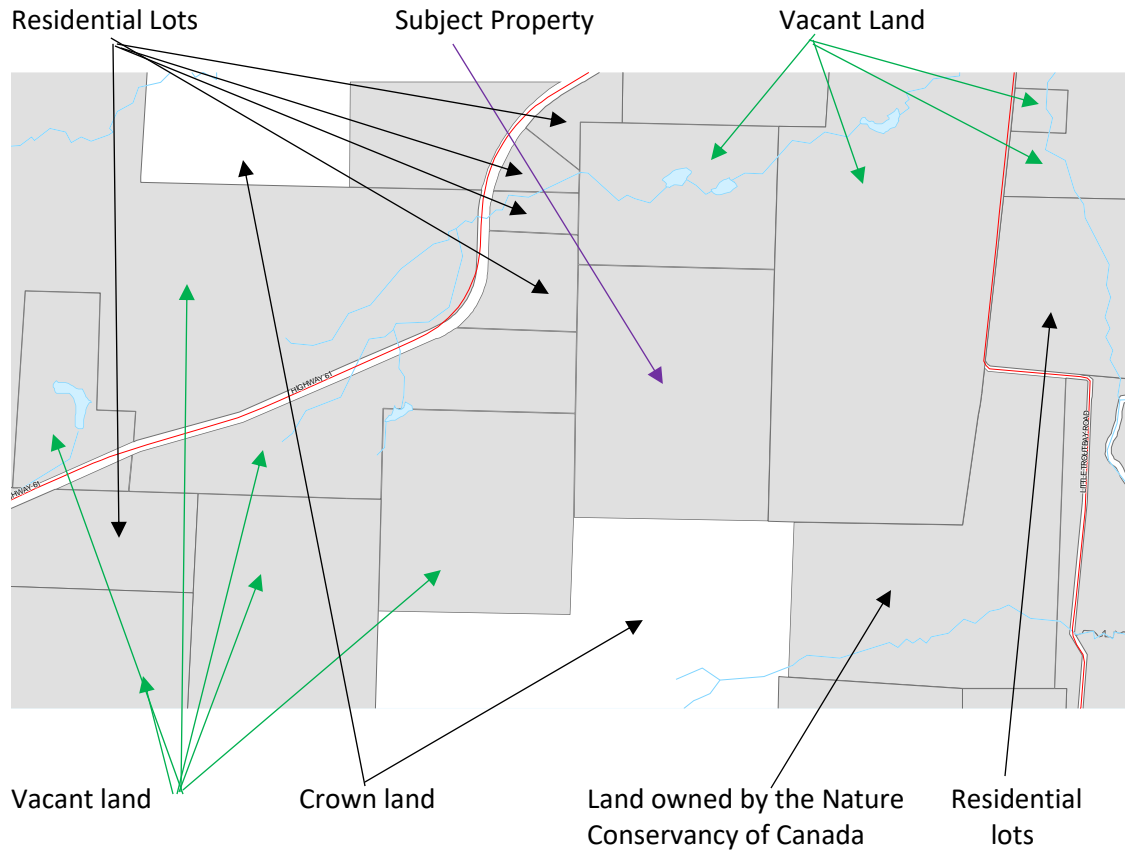 Residential Lots
Subject Property
Vacant Land
HIGHWAY 61
HWAY 61
LITTLE TROUT BAY ROAD
Vacant land
Crown land
Land owned by the Nature
Conservancy of Canada
Residential
lots